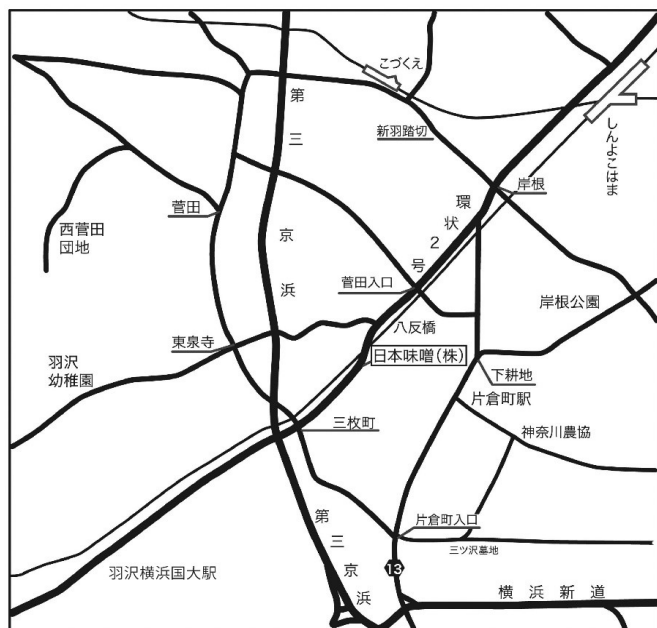 こづくえ
第三京浜
新羽踏切
しんよこはま
岸根
環状2号
菅田
西菅田
団地
菅田入口
岸根公園
八反橋
東泉寺
日本味噌(株)
羽沢
幼稚園
下耕地
片倉町駅
三枚町
神奈川農協
片倉町入口
第三京浜
三ツ沢墓地
13
羽沢横浜国大駅
横浜新道